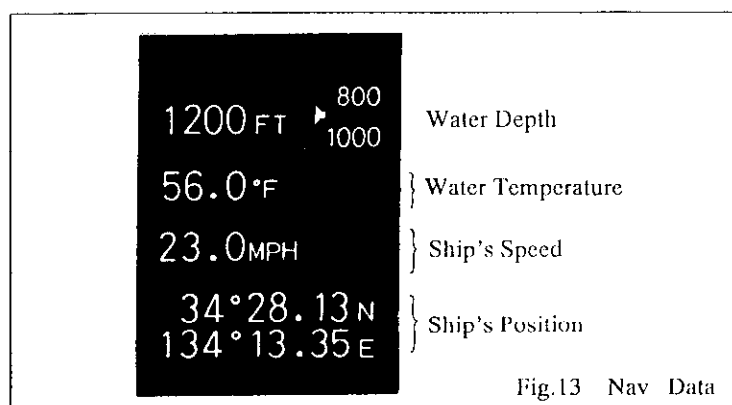 800
1200 FT 1000 Water Depth
56.0°F Water Temperature
23.0MPH Ship's Speed
34°28.13N
134°13.35E Ship's Position
Fig.13 Nav Data